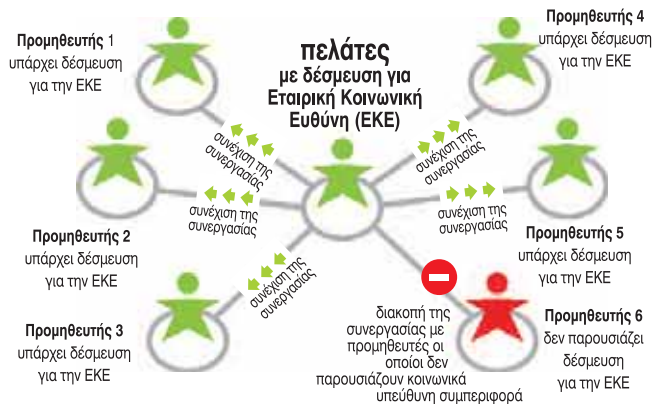 Προμηθευτής 1
υπάρχει δέσμευση
για την ΕΚΕ
πελάτες
με δέσμευση για
Εταιρική Κοινωνική
Ευθύνη (ΕΚΕ)
Προμηθευτής 4
υπάρχει δέσμευση
για την ΕΚΕ
συνέχιση της
συνεργασίας
συνέχιση της
συνεργασίας
συνέχιση της
συνεργασίας
συνέχιση της
συνεργασίας
Προμηθευτής 2
υπάρχει δέσμευση
για την ΕΚΕ
Προμηθευτής 5
υπάρχει δέσμευση
για την ΕΚΕ
συνέχιση της
συνεργασίας
Προμηθευτής 3
υπάρχει δέσμευση
για την ΕΚΕ
διακοπή της
συνεργασίας με
προμηθευτές οι
οποίοι δεν
παρουσιάζουν κοινωνικά
υπεύθυνη συμπεριφορά
Προμηθευτής 6
δεν παρουσιάζει
δέσμευση
για την ΕΚΕ